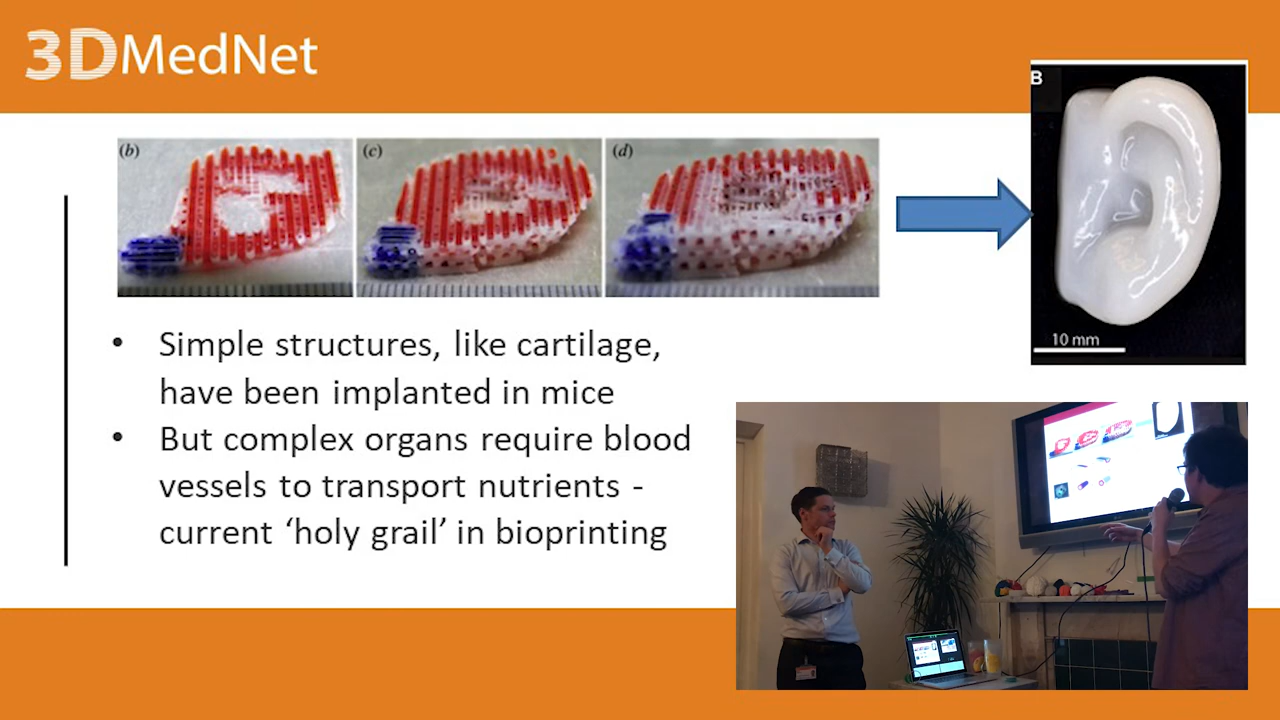 3DMedNet
(b) (c) (d)
B
10 mm
• Simple structures, like cartilage,
have been implanted in mice
• But complex organs require blood
vessels to transport nutrients -
current ‘holy grail’ in bioprinting